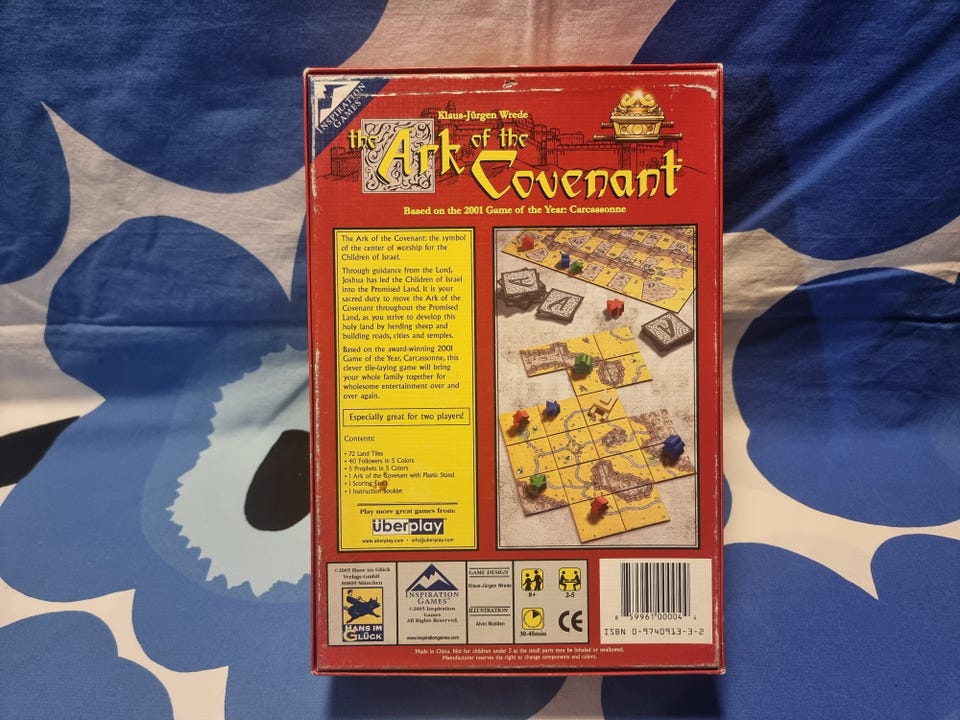 INSPIRATION GAMES
Klaus-Jürgen Wrede
the Ark of the
Covenant
Based on the 2001 Game of the Year: Carcassonne
The Ark of the Covenant: the symbol
of the center of worship for the
Children of Israel.
Through guidance from the Lord,
Joshua has led the Children of Israel
into the Promised Land. It is your
sacred duty to move the Ark of the
Covenant throughout the Promised
Land, as you strive to develop this
holy land by herding sheep and
building roads, cities and temples.
Based on the award-winning 2001
Game of the Year, Carcassonne, this
clever tile-laying game will bring
your whole family together for
wholesome entertainment over and
over again.
Especially great for two players!
Contents:
• 72 Land Tiles
• 40 Followers in 5 Colors
• 5 Prophets in 5 Colors
• 1 Ark of the Covenant with Plastic Stand
• 1 Scoring
• 1 Instruction Booklet
Play more great games from:
überplay
www.uberplay.com • info@uberplay.com
©2005 Hans im Glück
Verlags-GmbH
80809 München
HANS IM
GLÜCK
INSPIRATION
GAMES™
©2005 Inspiration
Games
All Rights Reserved.
www.inspirationgames.com
GAME DESIGN
Klaus-Jürgen Wrede
ILLUSTRATION
Alvin Madden
8+
2-5
30-45min
CE
8 59961 00004 4
ISBN 0-9740913-3-2
Made in China. Not for children under 3 as the small parts may be inhaled or swallowed.
Manufacturer reserves the right to change components and colors.